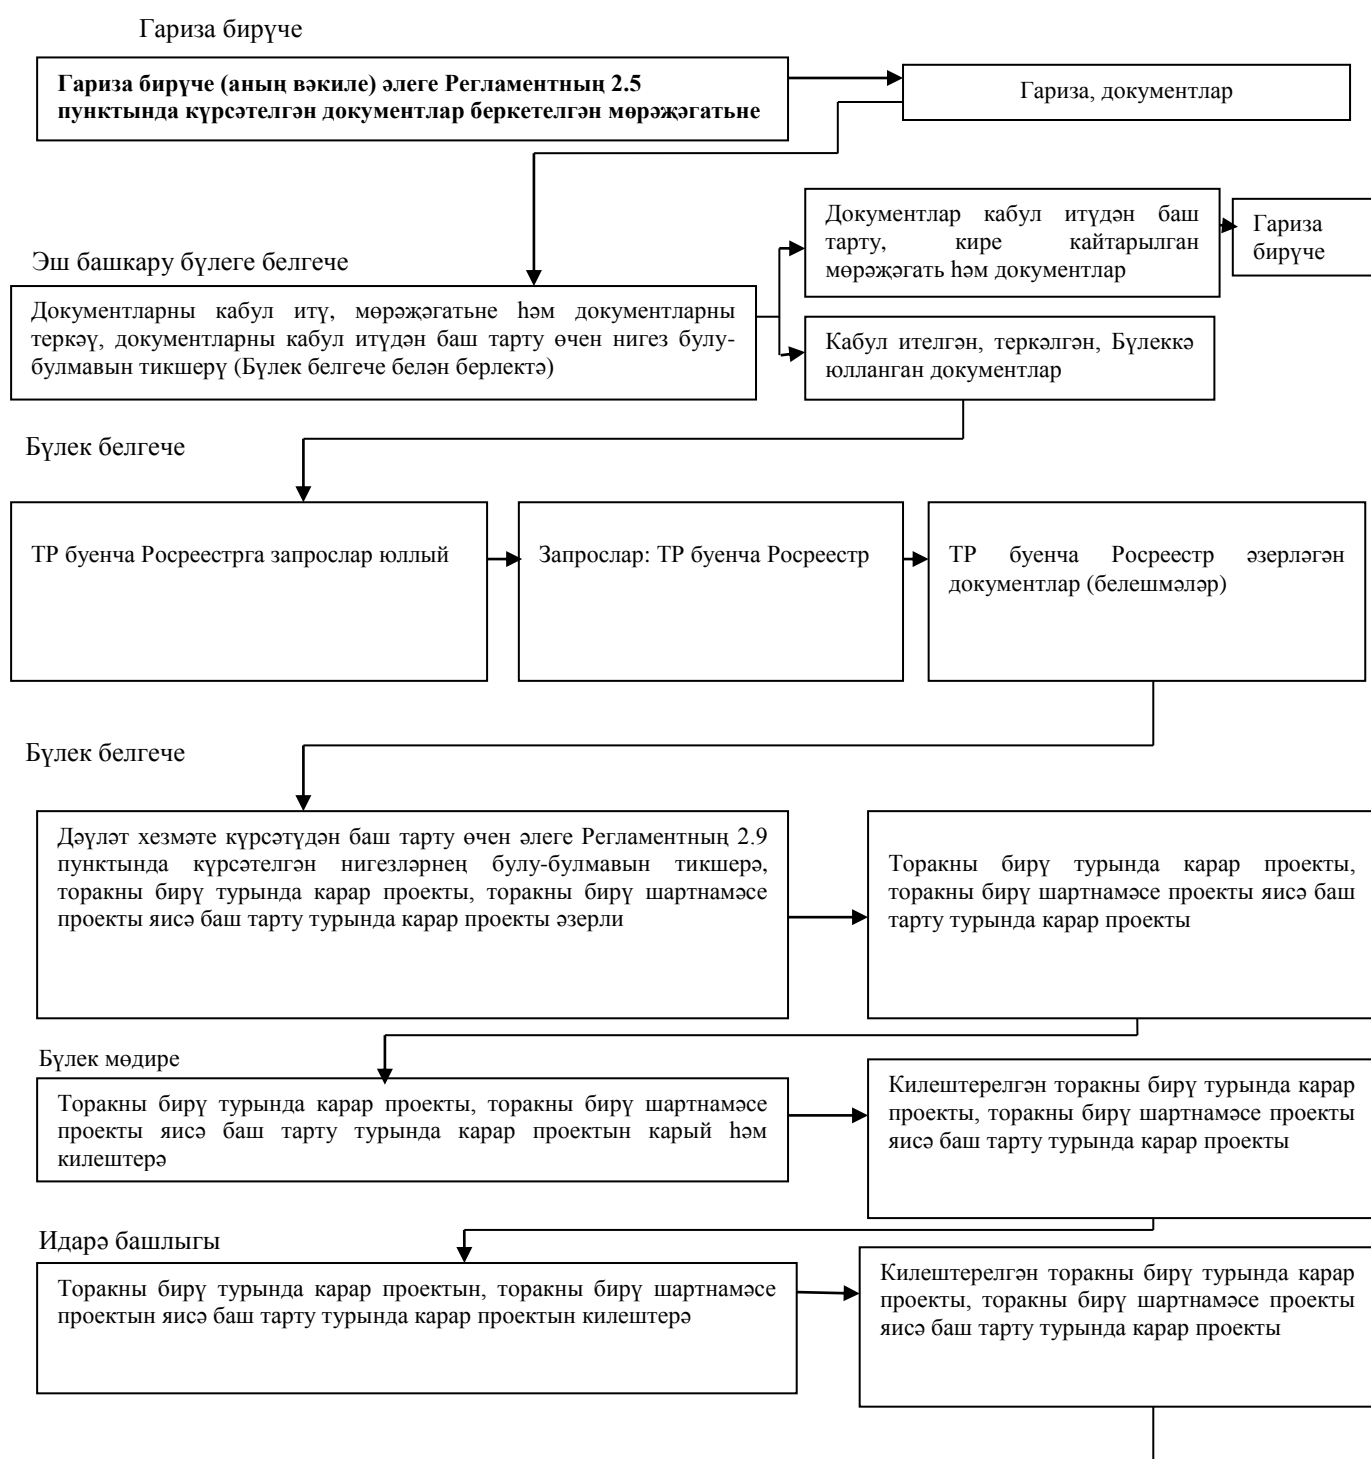 Гариза бирүче
Гариза бирүче (аның вәкиле) әлеге Регламентның 2.5
пунктында күрсәтелгән документлар беркетелгән мөрәҗәгатьне
Гариза, документлар
Документлар кабул итүдән баш
тарту, кире кайтарылган
мөрәҗәгать һәм документлар
Гариза
бирүче
Эш башкару бүлеге белгече
Документларны кабул итү, мөрәҗәгатьне һәм документларны
теркәү, документларны кабул итүдән баш тарту өчен нигез булу-
булмавын тикшерү (Бүлек белгече белән берлектә)
Кабул ителгән, теркәлгән, Бүлеккә
юлланган документлар
Бүлек белгече
ТР буенча Росреестрга запрослар юллый
Запрослар: ТР буенча Росреестр
ТР буенча Росреестр әзерләгән
документлар (белешмәләр)
Бүлек белгече
Дәүләт хезмәте күрсәтүдән баш тарту өчен әлеге Регламентның 2.9
пунктында күрсәтелгән нигезләрнең булу-булмавын тикшерә,
торакны бирү турында карар проекты, торакны бирү шартнамәсе
проекты яисә баш тарту турында карар проекты әзерли
Торакны бирү турында карар проекты,
торакны бирү шартнамәсе проекты яисә баш
тарту турында карар проекты
Бүлек мөдире
Торакны бирү турында карар проекты, торакны бирү шартнамәсе
проекты яисә баш тарту турында карар проектын карый һәм
килештерә
Килештерелгән торакны бирү турында карар
проекты, торакны бирү шартнамәсе проекты
яисә баш тарту турында карар проекты
Идарә башлыгы
Торакны бирү турында карар проектын, торакны бирү шартнамәсе
проектын яисә баш тарту турында карар проектын килештерә
Килештерелгән торакны бирү турында карар
проекты, торакны бирү шартнамәсе проекты
яисә баш тарту турында карар проекты